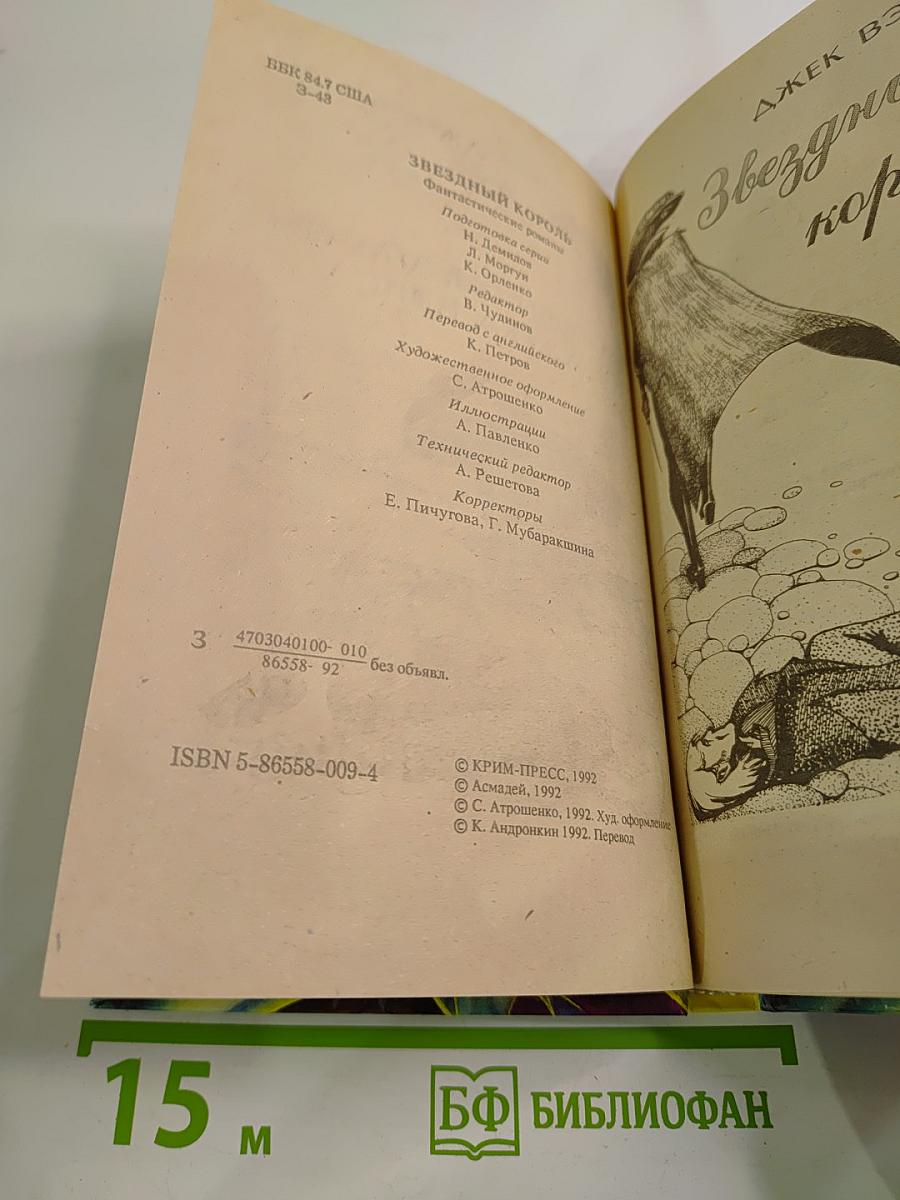 ББК 84.7 США
З-43
ЗВЕЗДНЫЙ КОРОЛЬ
Фантастические романы
Подготовка серии
Н. Демилов
Л. Моргун
К. Орленко
Редактор
В. Чудинов
Перевод с английского
К. Петров
Художественное оформление
С. Атрошенко
Иллюстрации
А. Павленко
Технический редактор
А. Решетова
Корректоры
Е. Пичугова, Г. Мубаракшина
З 4703040100- 010
86558- 92 без объявл.
ISBN 5-86558-009-4
© КРИМ-ПРЕСС, 1992
© Асмадей, 1992
© С. Атрошенко, 1992. Худ. оформление
© К. Андронкин 1992. Перевод
ДЖЕК ВЭ
Звездно
кор
15 м
БФ БИБЛИОФАН